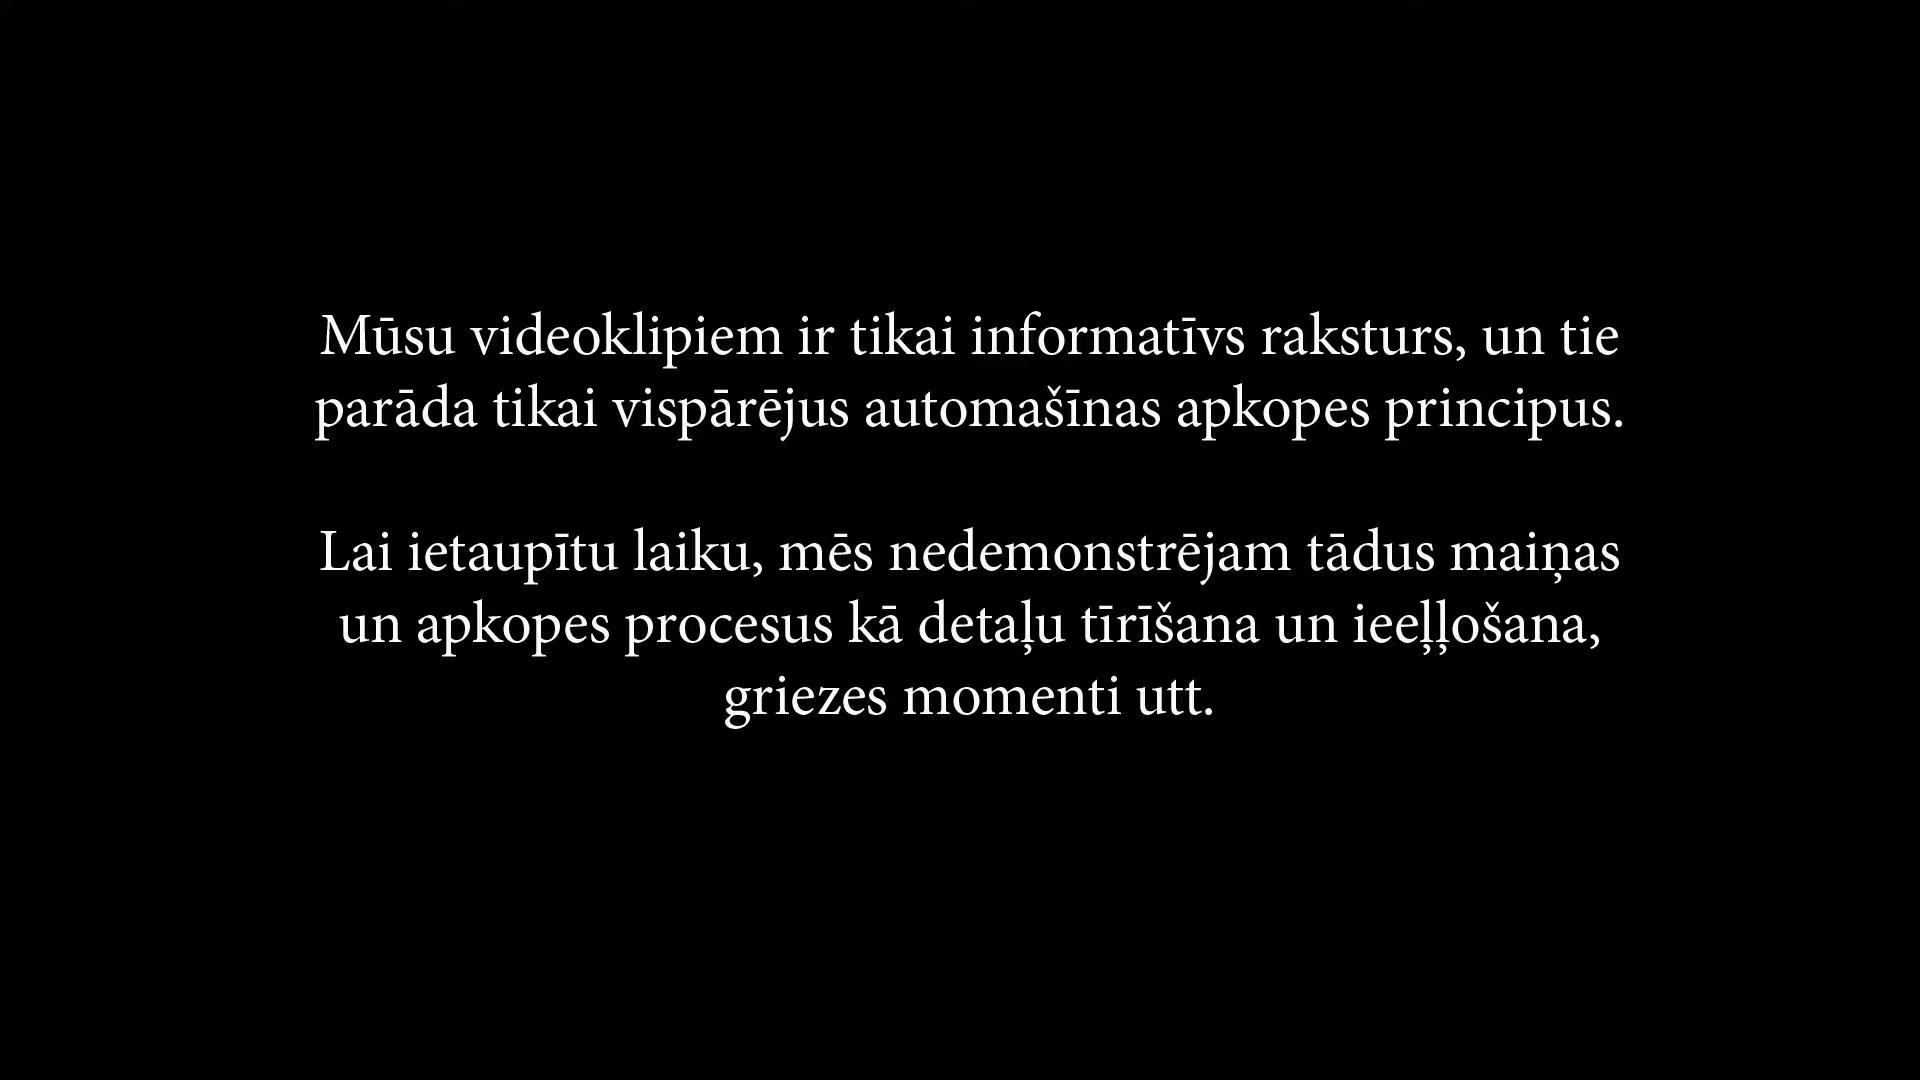 Mūsu videoklipiem ir tikai informatīvs raksturs, un tie
parāda tikai vispārējus automašīnas apkopes principus.
Lai ietaupītu laiku, mēs nedemonstrējam tādus maiņas
un apkopes procesus kā detaļu tīrīšana un ieeļļošana,
griezes momenti utt.